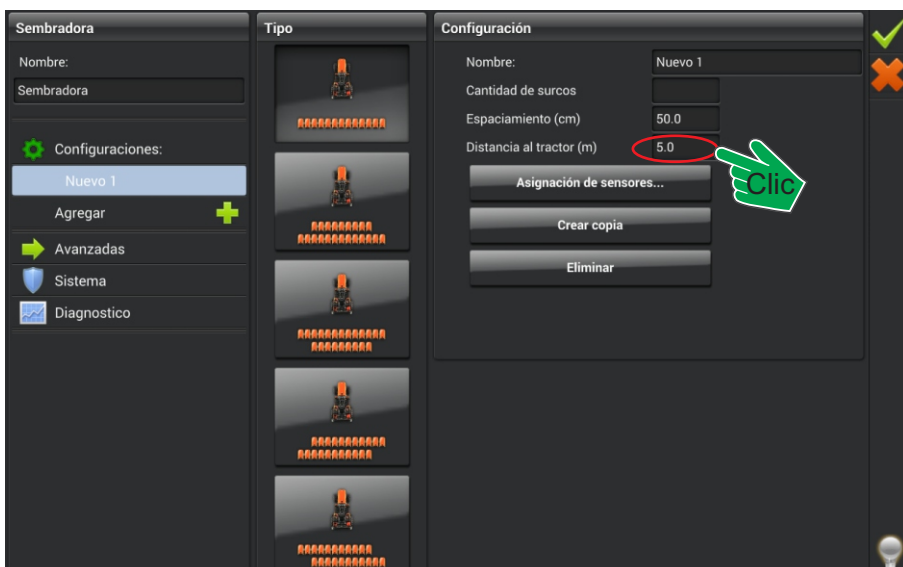 Sembradora
Nombre:
Sembradora
Configuraciones:
Nuevo 1
Agregar
Avanzadas
Sistema
Diagnostico
Tipo
Configuración
Nombre:
Nuevo 1
Cantidad de surcos
Espaciamiento (cm)
50.0
Distancia al tractor (m)
5.0
Clic
Asignación de sensores...
Crear copia
Eliminar